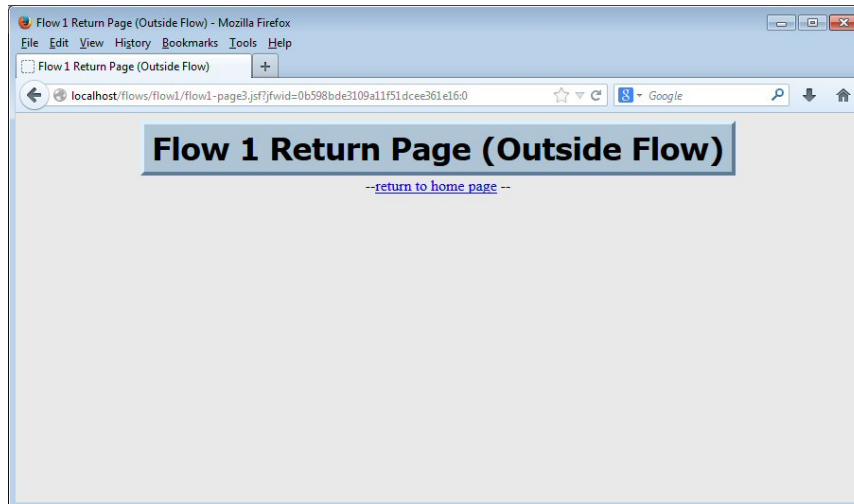 Flow 1 Return Page (Outside Flow) - Mozilla Firefox
File Edit View History Bookmarks Tools Help
Flow 1 Return Page (Outside Flow) +
localhost/flows/flow1/flow1-page3.jsf?jfwid=0b598bde3109a11f51dcee361e16:0 8 Google
Flow 1 Return Page (Outside Flow)
--return to home page --